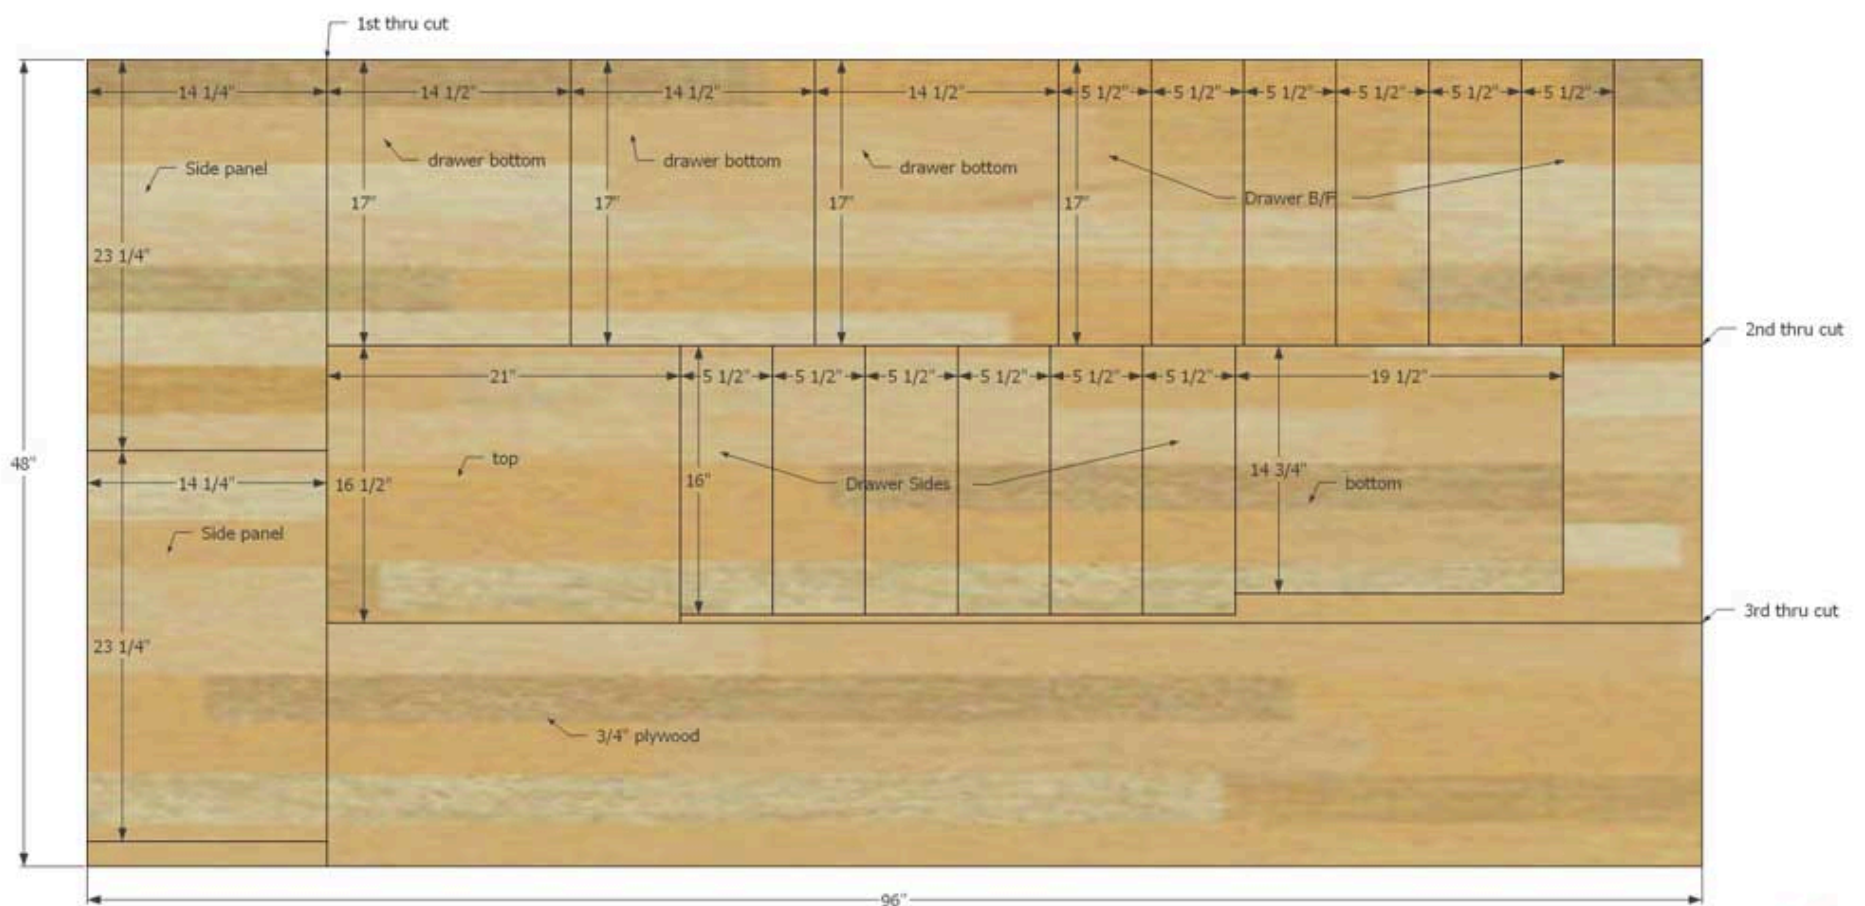 1st thru cut
14 1/4" 14 1/2" 14 1/2" 14 1/2" 5 1/2" 5 1/2" 5 1/2" 5 1/2" 5 1/2" 5 1/2"
drawer bottom drawer bottom drawer bottom
Side panel
17" 17" 17" 17" Drawer B/F
23 1/4"
2nd thru cut
21" 5 1/2" 5 1/2" 5 1/2" 5 1/2" 5 1/2" 5 1/2" 19 1/2"
48" top 14 3/4"
14 1/4" 16 1/2" 16" Drawer Sides bottom
Side panel
3rd thru cut
23 1/4"
3/4" plywood
96"